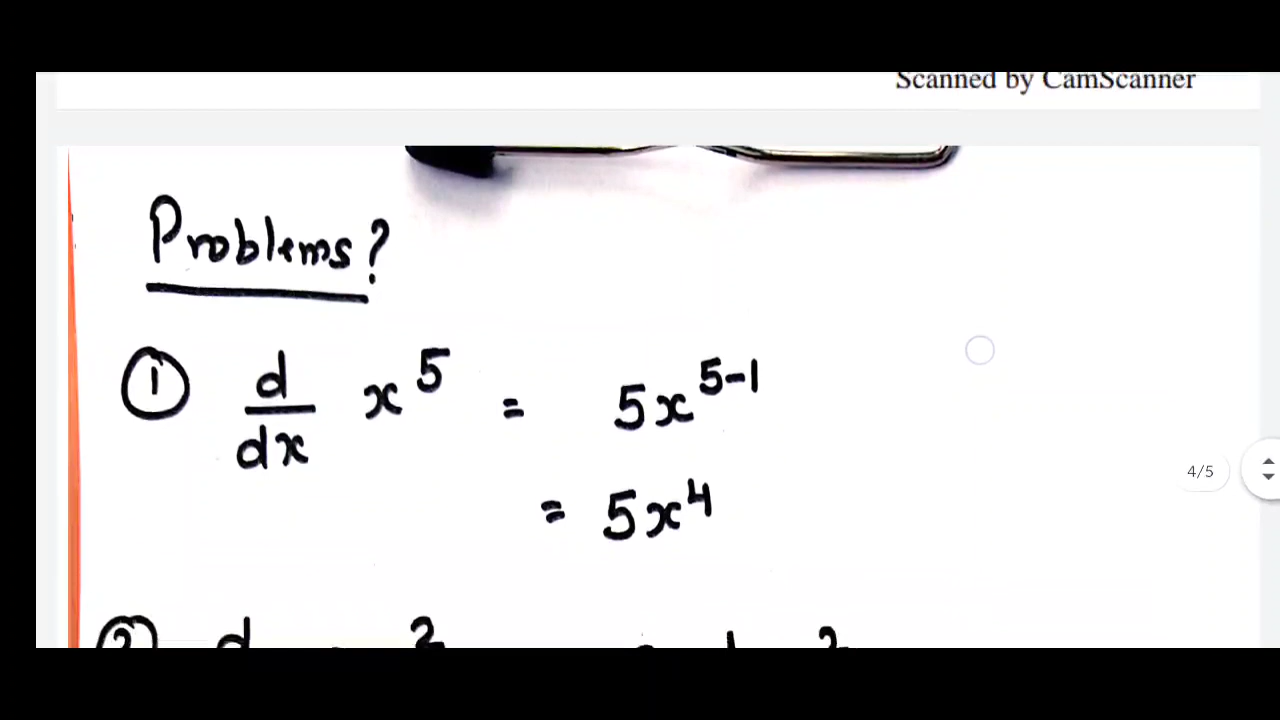 Scanned by CamScanner
Problems?
① d/dx x^5 = 5x^(5-1)
= 5x^4
4/5